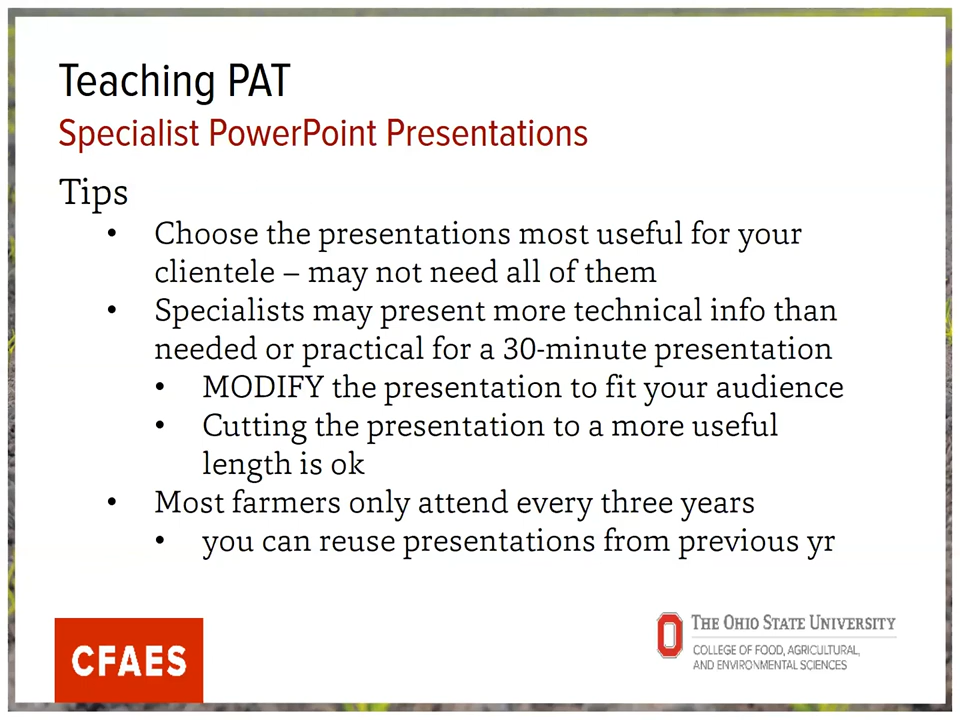 Teaching PAT
Specialist PowerPoint Presentations
Tips
• Choose the presentations most useful for your
clientele – may not need all of them
• Specialists may present more technical info than
needed or practical for a 30-minute presentation
• MODIFY the presentation to fit your audience
• Cutting the presentation to a more useful
length is ok
• Most farmers only attend every three years
• you can reuse presentations from previous yr
CFAES
THE OHIO STATE UNIVERSITY
COLLEGE OF FOOD, AGRICULTURAL,
AND ENVIRONMENTAL SCIENCES